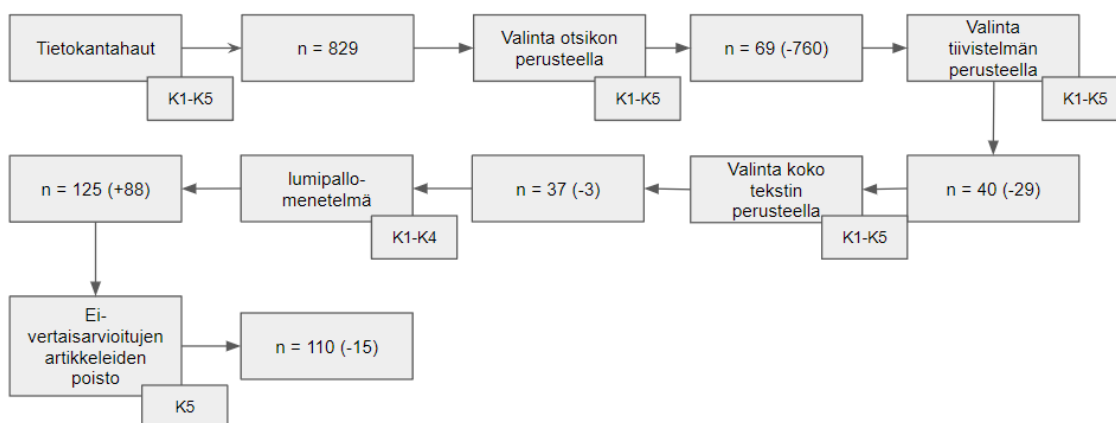 Tietokantahaut
K1-K5
n = 829
Valinta otsikon
perusteella
K1-K5
n = 69 (-760)
Valinta
tiivistelmän
perusteella
K1-K5
n = 40 (-29)
Valinta koko
tekstin
perusteella
K1-K5
n = 37 (-3)
lumipallo-
menetelmä
K1-K4
n = 125 (+88)
Ei-
vertaisarvioitujen
artikkeleiden
poisto
K5
n = 110 (-15)